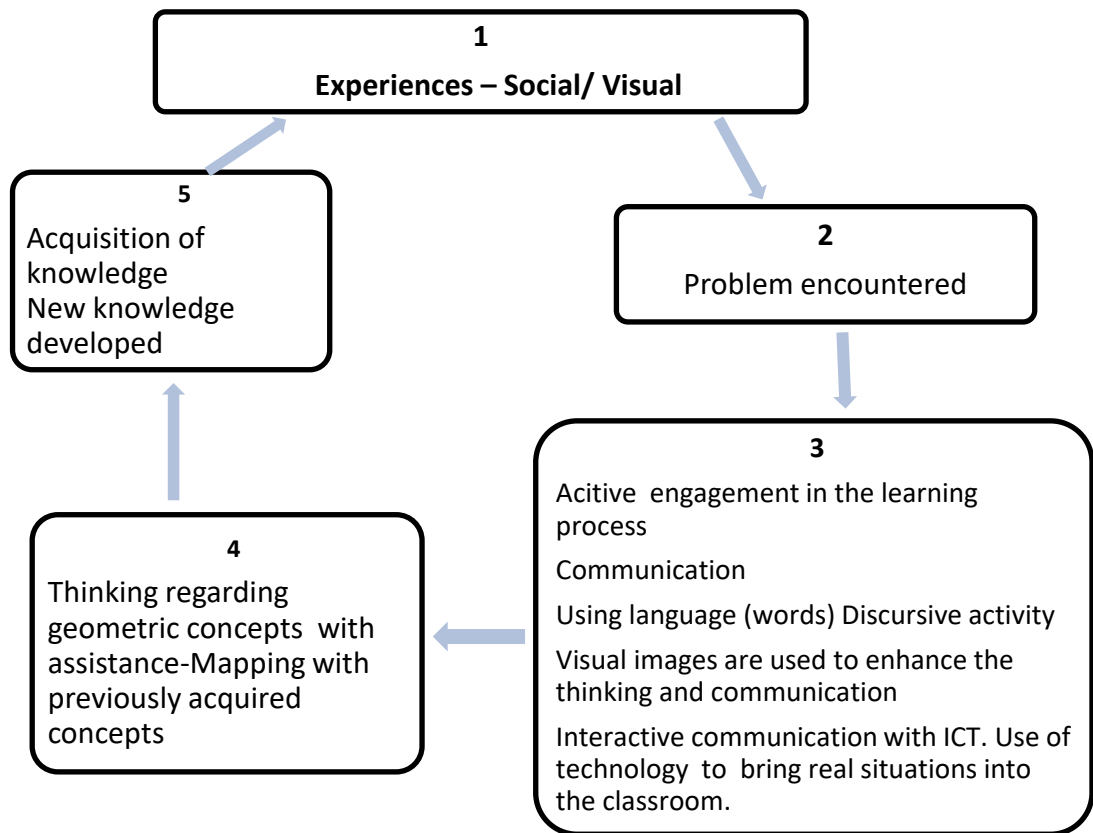 1
Experiences – Social/ Visual
2
Problem encountered
3
Acitive engagement in the learning
process
Communication
Using language (words) Discursive activity
Visual images are used to enhance the
thinking and communication
Interactive communication with ICT. Use of
technology to bring real situations into
the classroom.
4
Thinking regarding
geometric concepts with
assistance-Mapping with
previously acquired
concepts
5
Acquisition of
knowledge
New knowledge
developed